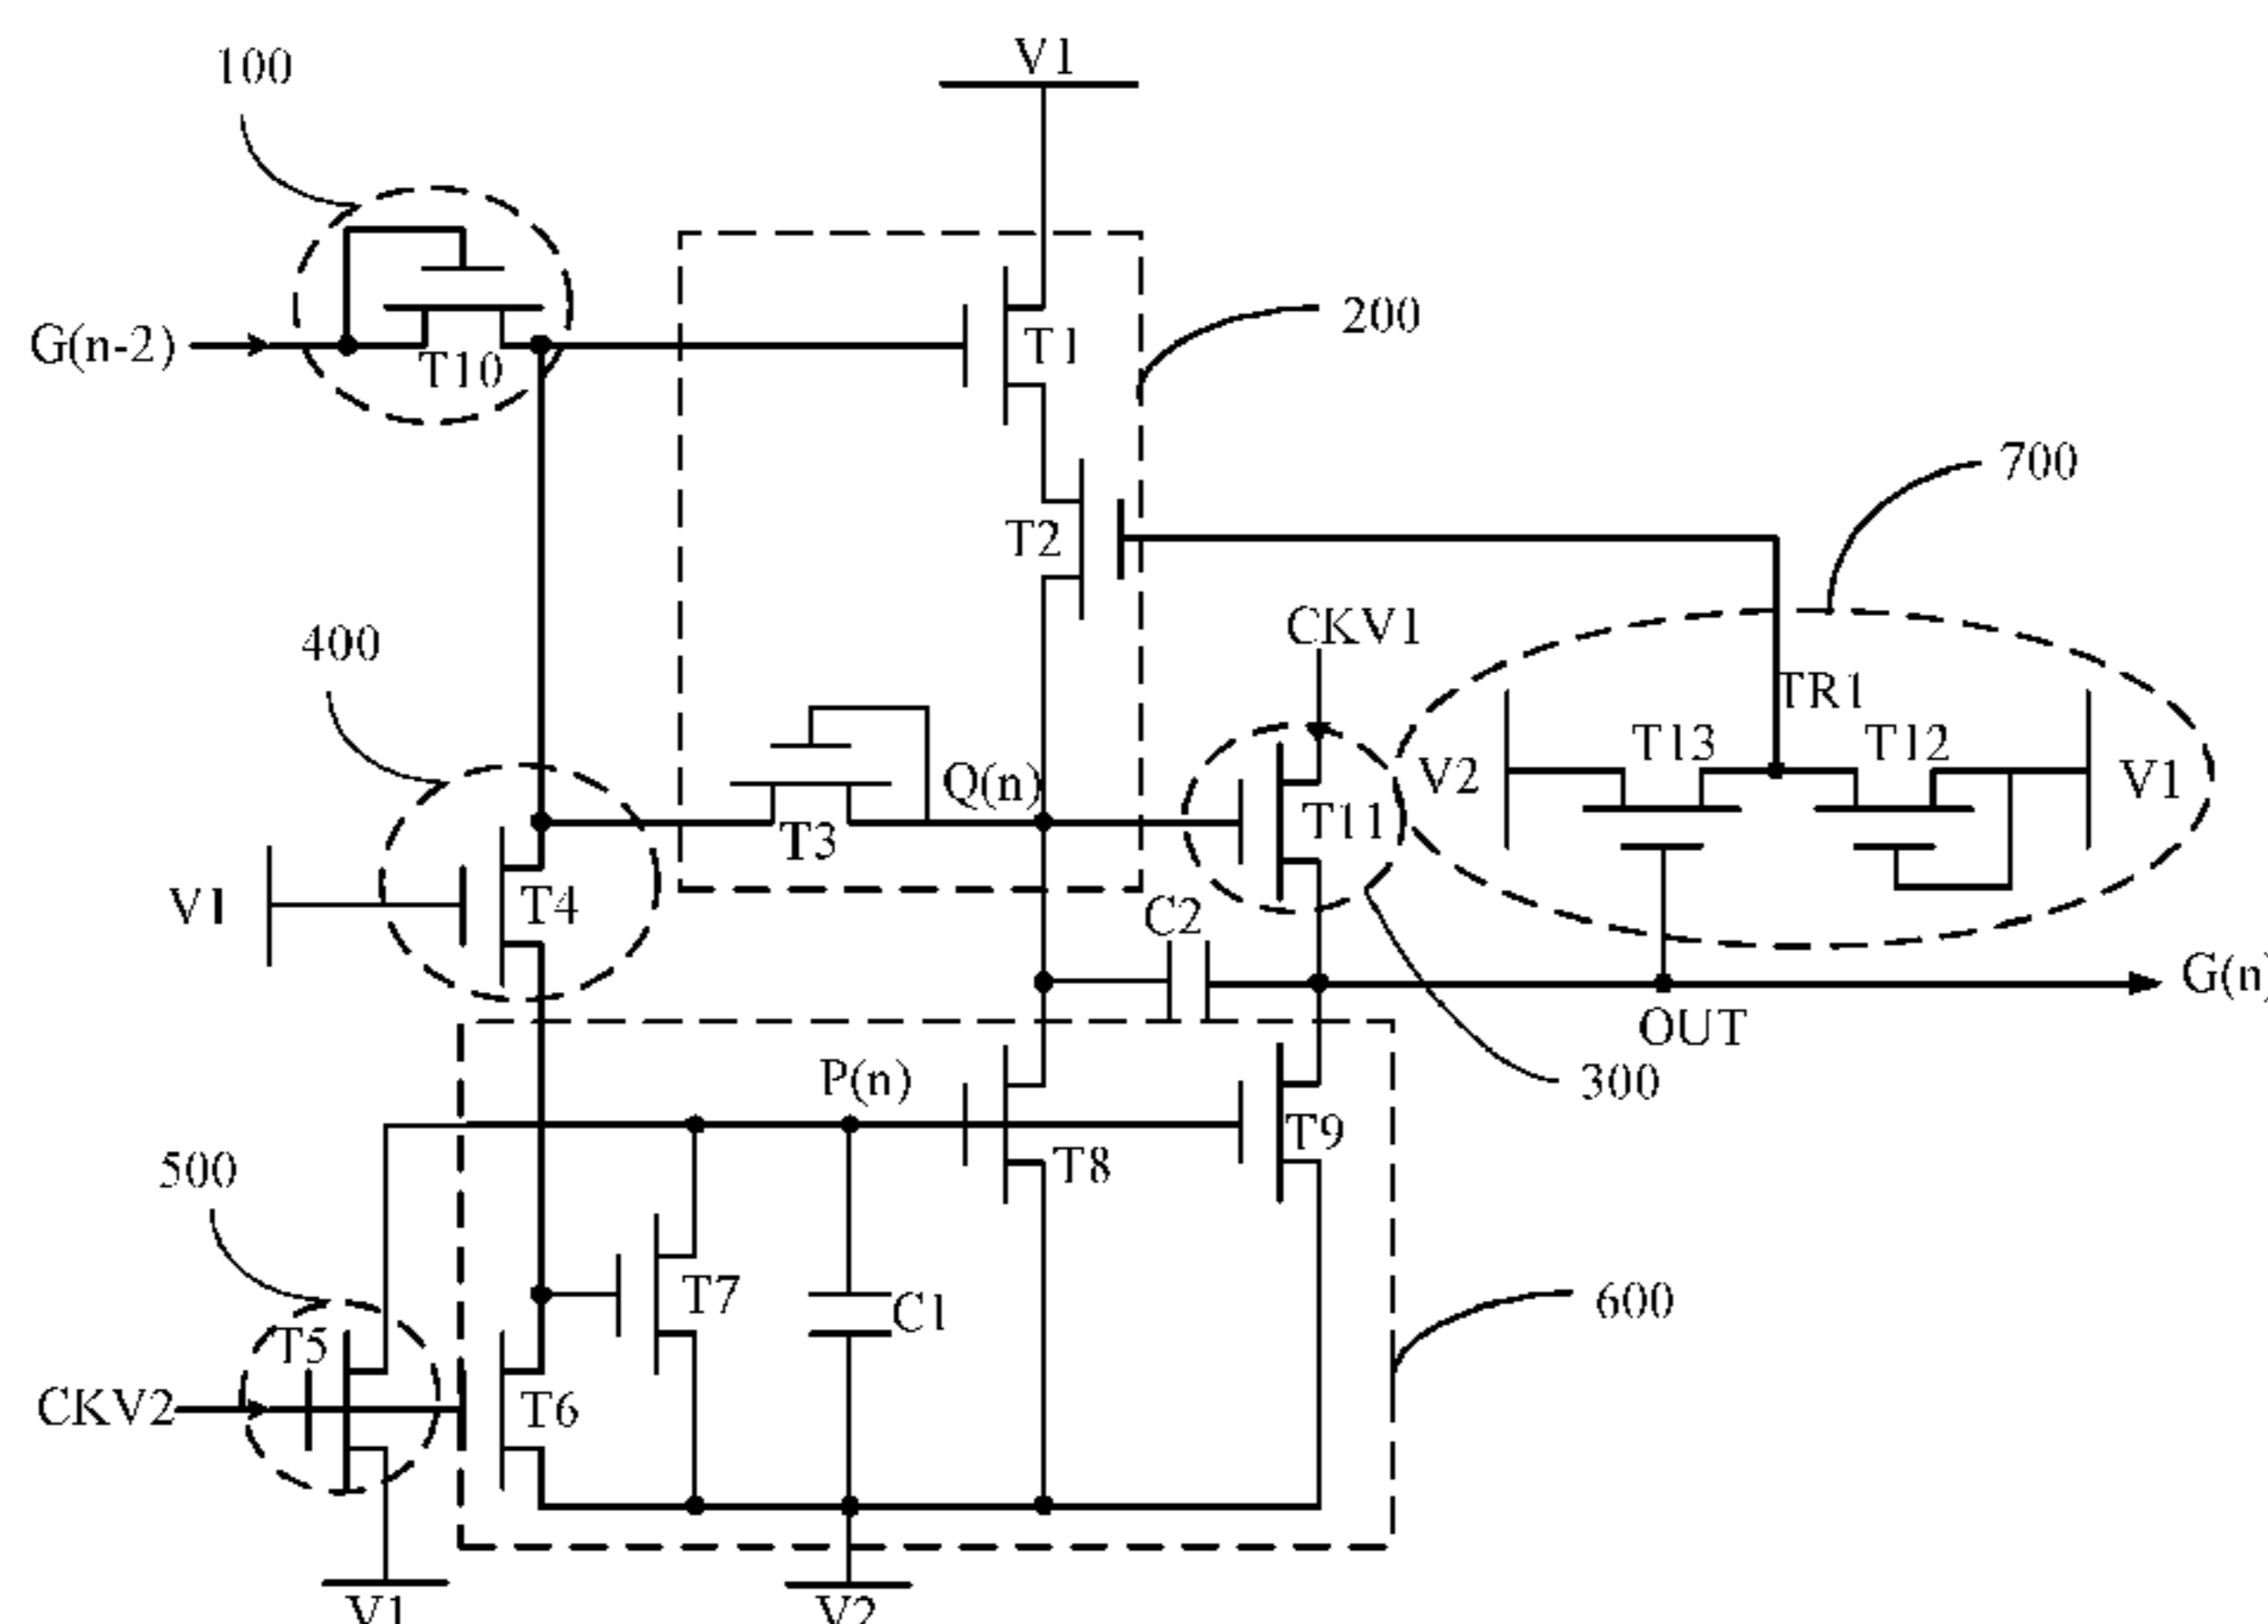 V1
100
200
G(n-2)
T1
T10
700
T2
CKV1
400
TR1
T13
T12
Q(n)
V2
V1
T11
T3
V1
T4
C2
G(n)
OUT
P(n)
300
T9
T8
500
T7
C1
600
T5
CKV2
T6
V1
V2